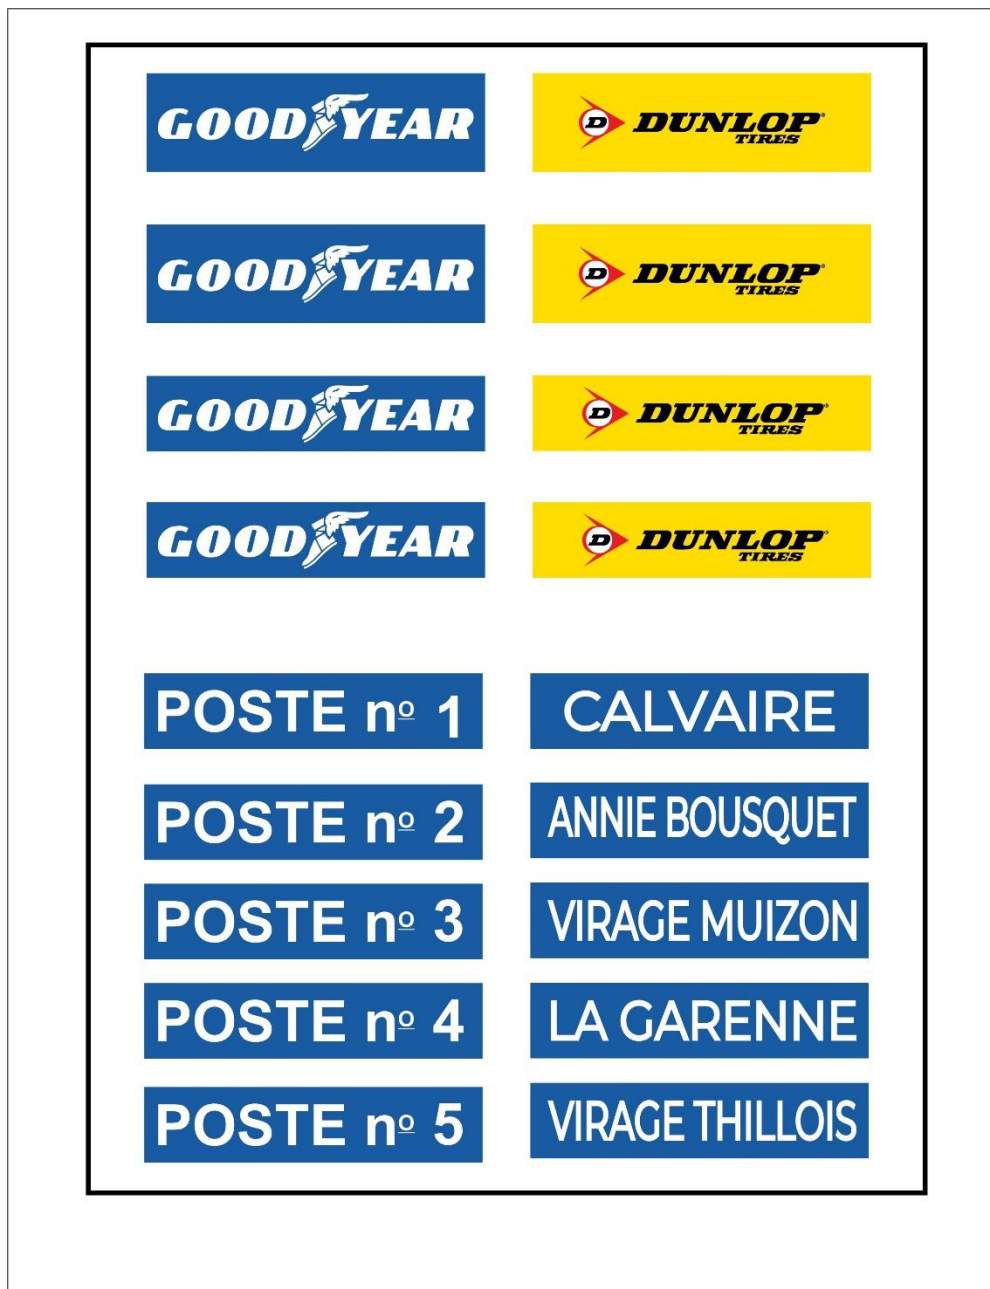 GOODYEAR
D DUNLOP
TIRES
GOODYEAR
D DUNLOP
TIRES
GOODYEAR
D DUNLOP
TIRES
GOODYEAR
D DUNLOP
TIRES
POSTE nº 1
CALVAIRE
POSTE nº 2
ANNIE BOUSQUET
POSTE nº 3
VIRAGE MUIZON
POSTE nº 4
LA GARENNE
POSTE nº 5
VIRAGE THILLOIS